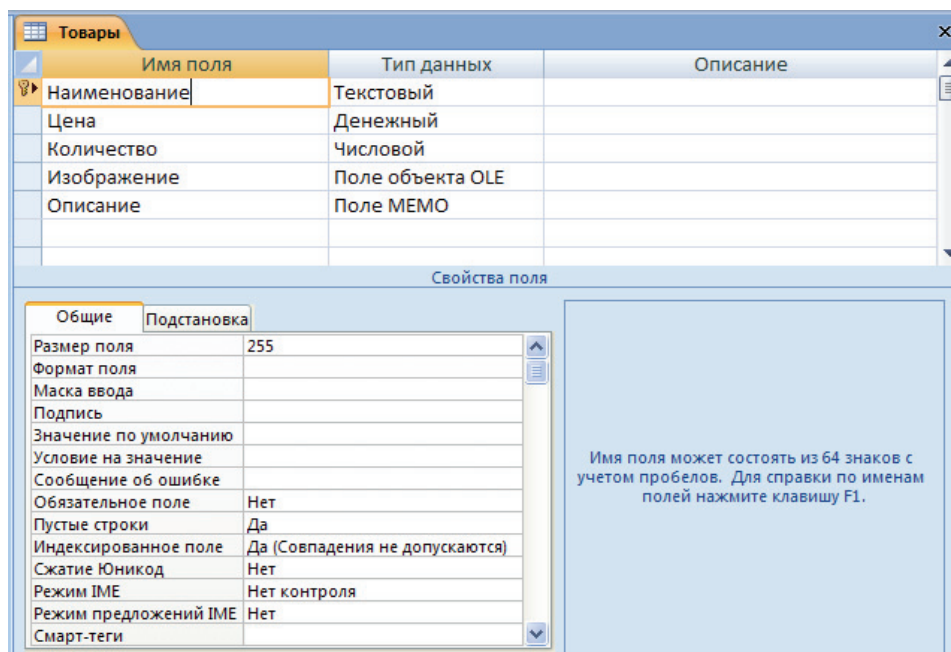 Товары
Имя поля Тип данных Описание
Наименование Текстовый
Цена Денежный
Количество Числовой
Изображение Поле объекта OLE
Описание Поле МЕМО
Свойства поля
Общие Подстановка
Размер поля 255
Формат поля
Маска ввода
Подпись
Значение по умолчанию
Условие на значение
Сообщение об ошибке
Обязательное поле Нет
Пустые строки Да
Индексированное поле Да (Совпадения не допускаются)
Сжатие Юникод Нет
Режим IME Нет контроля
Режим предложений IME Нет
Смарт-теги
Имя поля может состоять из 64 знаков с
учетом пробелов. Для справки по именам
полей нажмите клавишу F1.